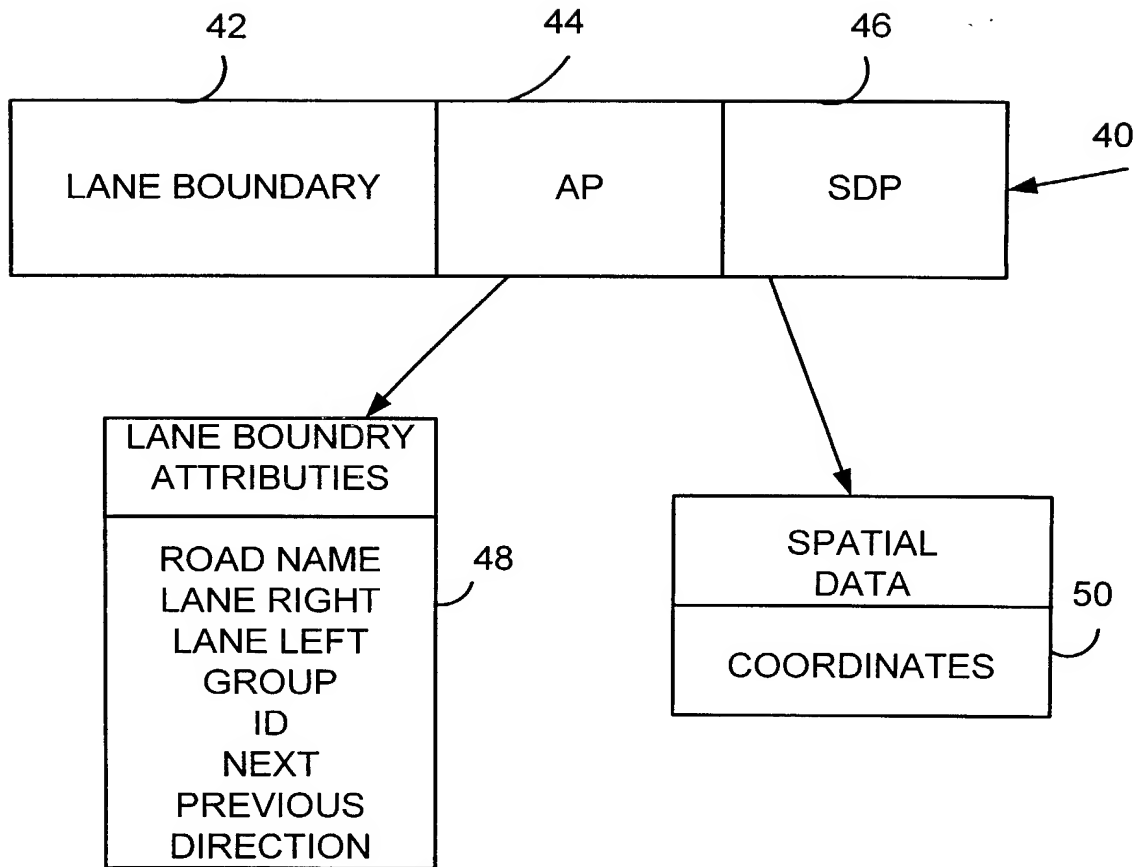 42
44
46
40
LANE BOUNDARY
AP
SDP
LANE BOUNDRY
ATTRIBUTIES
ROAD NAME
LANE RIGHT
LANE LEFT
GROUP
ID
NEXT
PREVIOUS
DIRECTION
48
SPATIAL
DATA
COORDINATES
50